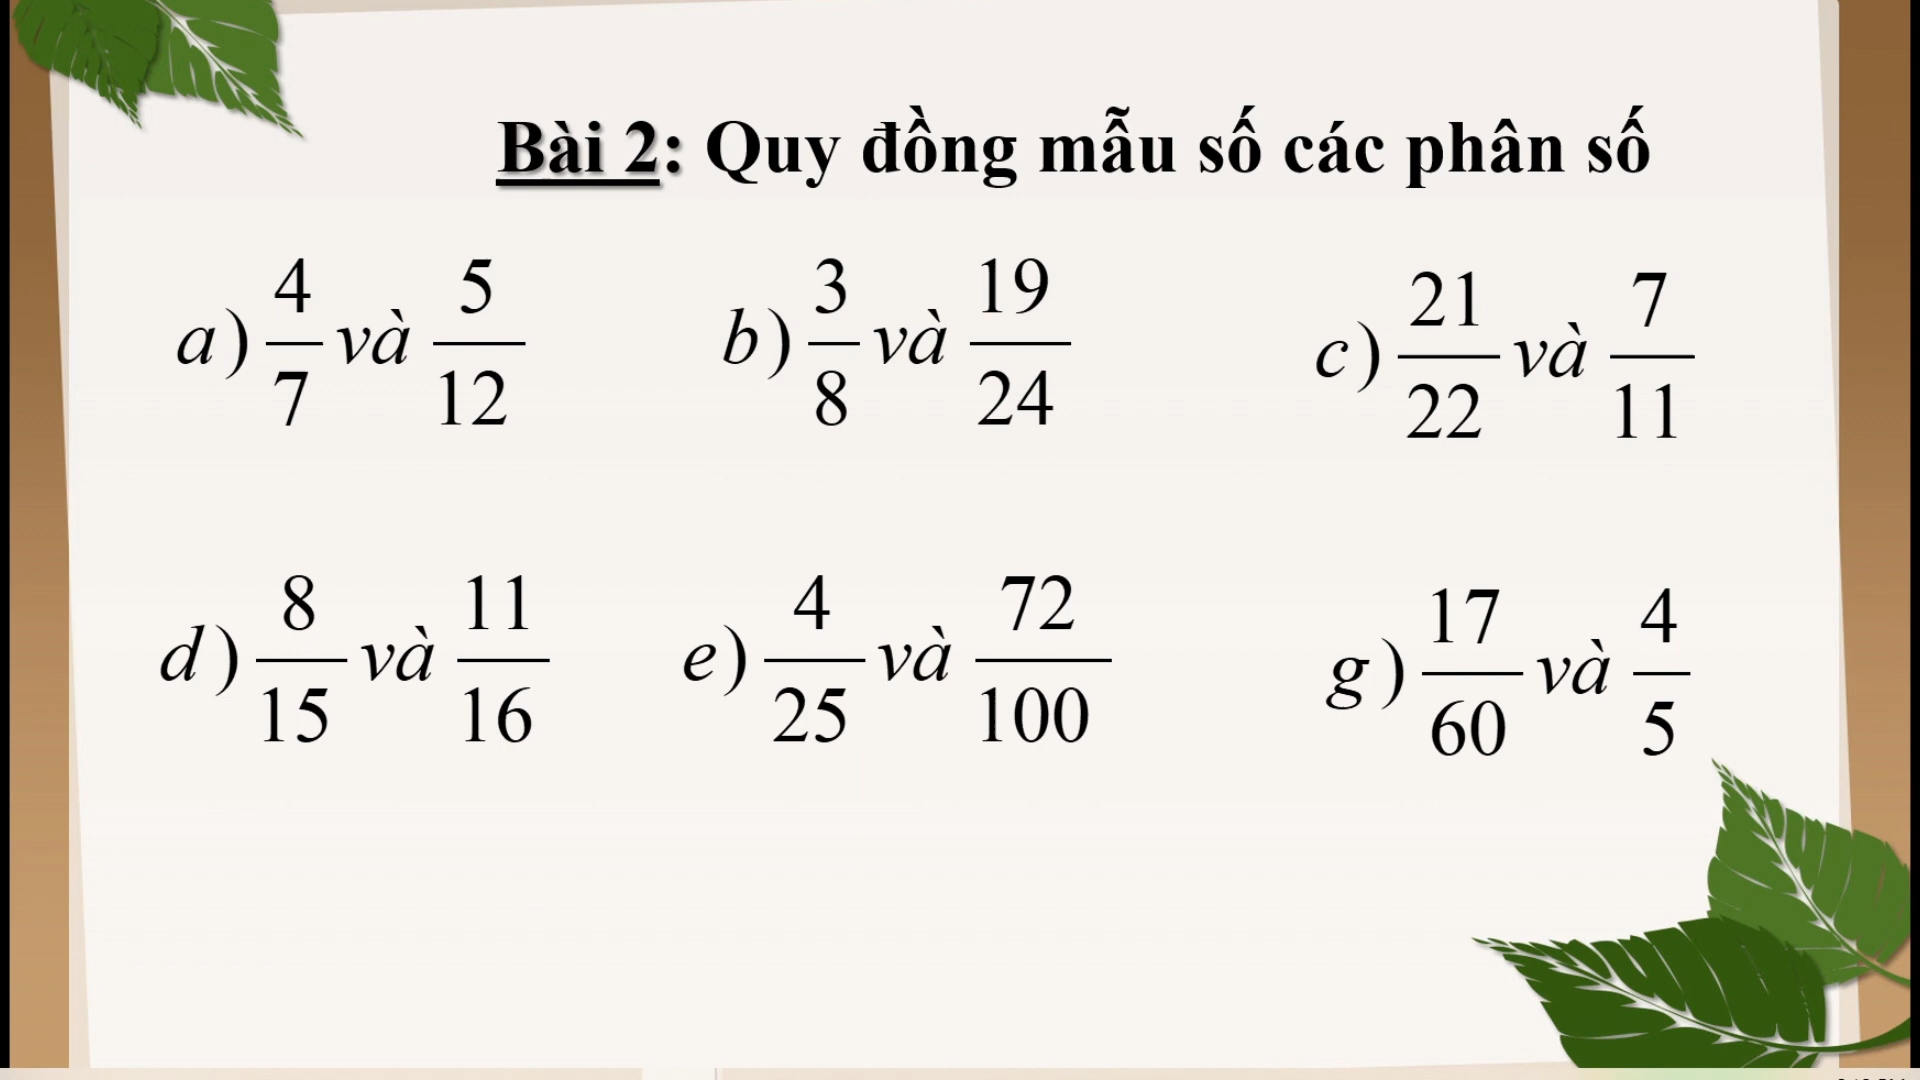 Bài 2: Quy đồng mẫu số các phân số
a) 4/7 và 5/12 b) 3/8 và 19/24 c) 21/22 và 7/11
d) 8/15 và 11/16 e) 4/25 và 72/100 g) 17/60 và 4/5